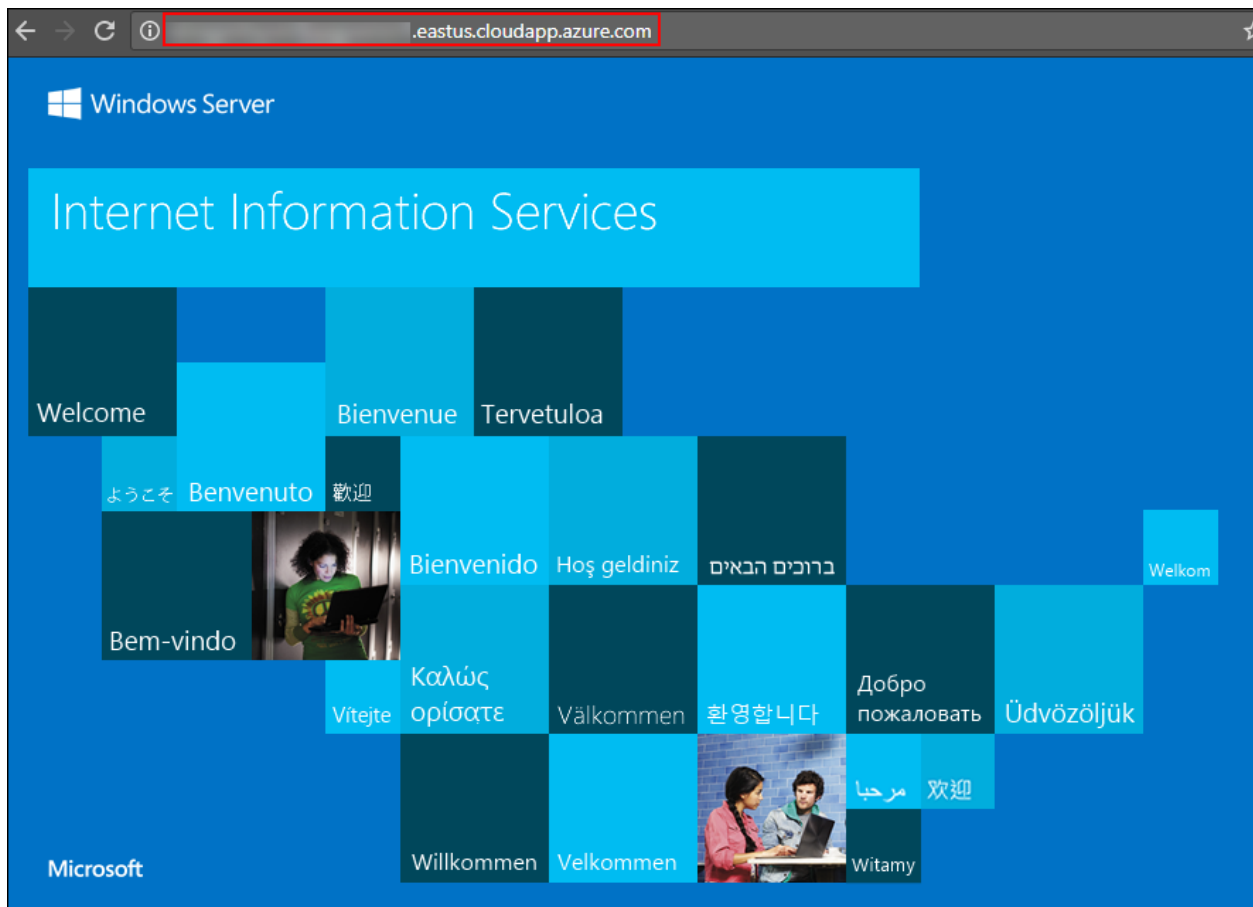 .eastus.cloudapp.azure.com
Windows Server
Internet Information Services
Welcome
Bienvenue
Tervetuloa
ようこそ
Benvenuto
歡迎
Bienvenido
Hoş geldiniz
ברוכים הבאים
Welkom
Bem-vindo
Vítejte
Καλώς
ορίσατε
Välkommen
환영합니다
Добро
пожаловать
Üdvözöljük
مرحبا
欢迎
Willkommen
Velkommen
Witamy
Microsoft